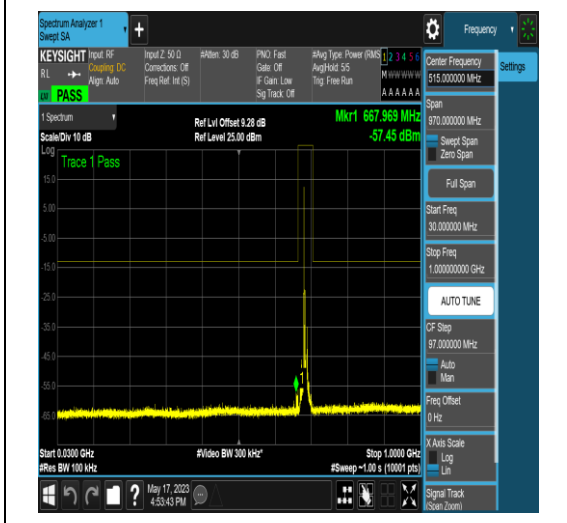 Spectrum Analyzer 1
Swept SA
+
Frequency
KEYSIGHT
RL
PASS
Input: RF
Coupling: DC
Align: Auto
Input Z: 50 Ω
Corrections: Off
Freq Ref: Int (S)
#Atten: 30 dB
PNO: Fast
Gate: Off
IF Gain: Low
Sig Track: Off
#Avg Type: Power (RMS
Avg|Hold: 5/5
Trig: Free Run
1 2 3 4 5 6
M W W W W W
A A A A A A
1 Spectrum
Scale/Div 10 dB
Ref Lvl Offset 9.28 dB
Ref Level 25.00 dBm
Mkr1 667.969 MHz
-57.45 dBm
Log
Trace 1 Pass
15.0
5.00
-5.00
-15.0
-25.0
-35.0
-45.0
-55.0
-65.0
1
Start 0.0300 GHz
#Res BW 100 kHz
#Video BW 300 kHz*
Stop 1.0000 GHz
#Sweep ~1.00 s (10001 pts)
?
May 17, 2023
4:53:43 PM
Settings
Center Frequency
515.000000 MHz
Span
970.000000 MHz
Swept Span
Zero Span
Full Span
Start Freq
30.000000 MHz
Stop Freq
1.000000000 GHz
AUTO TUNE
CF Step
97.000000 MHz
Auto
Man
Freq Offset
0 Hz
X Axis Scale
Log
Lin
Signal Track
(Span Zoom)